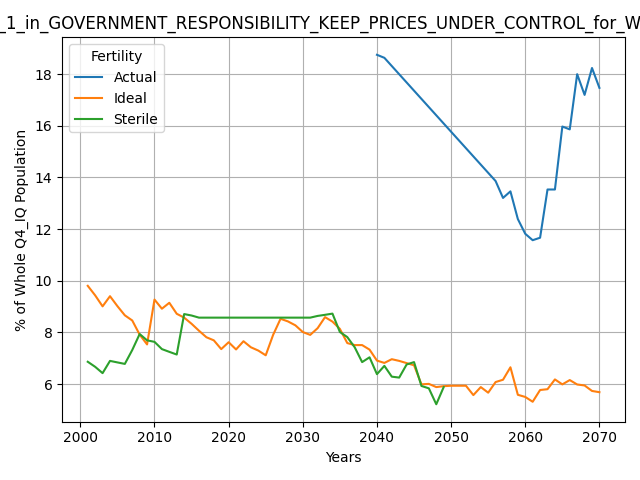 _1_in_GOVERNMENT_RESPONSIBILITY_KEEP_PRICES_UNDER_CONTROL_for_W
Fertility
Actual
Ideal
Sterile
% of Whole Q4_IQ Population
18
16
14
12
10
8
6
2000 2010 2020 2030 2040 2050 2060 2070
Years